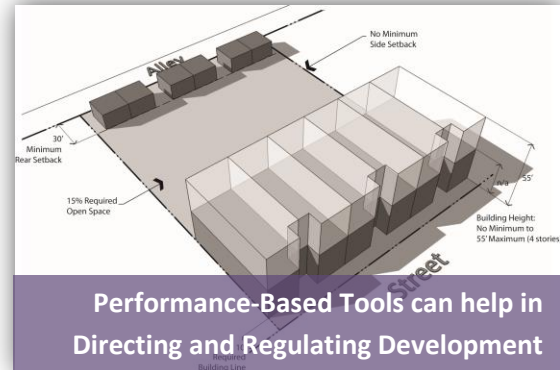 No Minimum
Side Setback
Alley
30'
Minimum
Rear Setback
15% Required
Open Space
n/a
55'
Building Height:
No Minimum to
55' Maximum (4 stories
Street
Performance-Based Tools can help in
Directing and Regulating Development
Required
Building Line